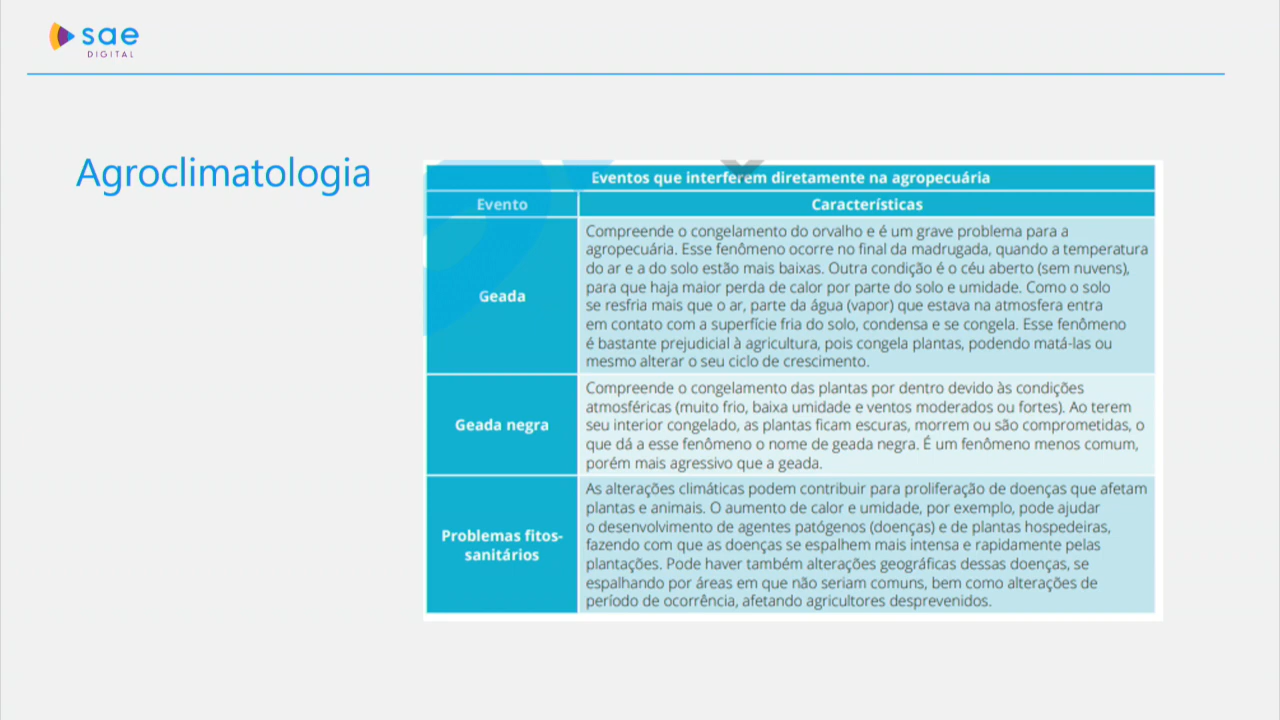 sae
DIGITAL
Agroclimatologia
Eventos que interferem diretamente na agropecuária
Evento
Características
Geada
Compreende o congelamento do orvalho e é um grave problema para a
agropecuária. Esse fenômeno ocorre no final da madrugada, quando a temperatura
do ar e a do solo estão mais baixas. Outra condição é o céu aberto (sem nuvens),
para que haja maior perda de calor por parte do solo e umidade. Como o solo
se resfria mais que o ar, parte da água (vapor) que estava na atmosfera entra
em contato com a superfície fria do solo, condensa e se congela. Esse fenômeno
é bastante prejudicial à agricultura, pois congela plantas, podendo matá-las ou
mesmo alterar o seu ciclo de crescimento.
Geada negra
Compreende o congelamento das plantas por dentro devido às condições
atmosféricas (muito frio, baixa umidade e ventos moderados ou fortes). Ao terem
seu interior congelado, as plantas ficam escuras, morrem ou são comprometidas, o
que dá a esse fenômeno o nome de geada negra. É um fenômeno menos comum,
porém mais agressivo que a geada.
Problemas fitos-
sanitários
As alterações climáticas podem contribuir para proliferação de doenças que afetam
plantas e animais. O aumento de calor e umidade, por exemplo, pode ajudar
o desenvolvimento de agentes patógenos (doenças) e de plantas hospedeiras,
fazendo com que as doenças se espalhem mais intensa e rapidamente pelas
plantações. Pode haver também alterações geográficas dessas doenças, se
espalhando por áreas em que não seriam comuns, bem como alterações de
período de ocorrência, afetando agricultores desprevenidos.